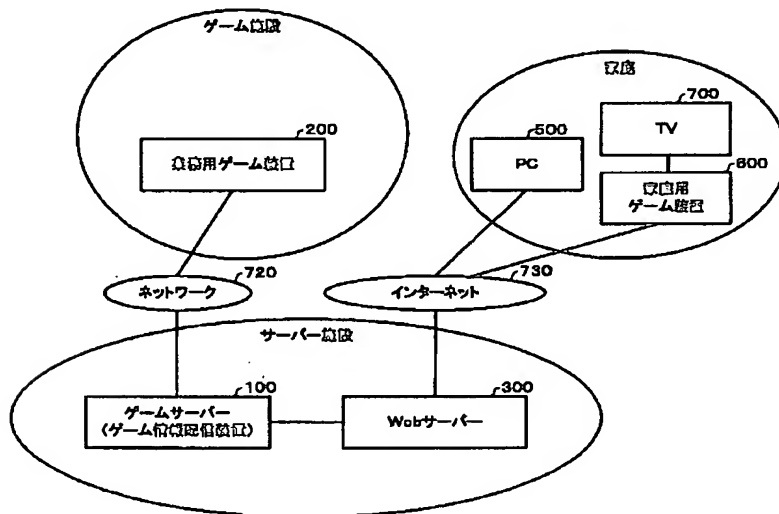 ゲーム施設
家庭
200
業務用ゲーム装置
500
PC
700
TV
600
家庭用
ゲーム装置
720
ネットワーク
730
インターネット
サーバー施設
100
ゲームサーバー
(ゲーム情報配信装置)
300
Webサーバー